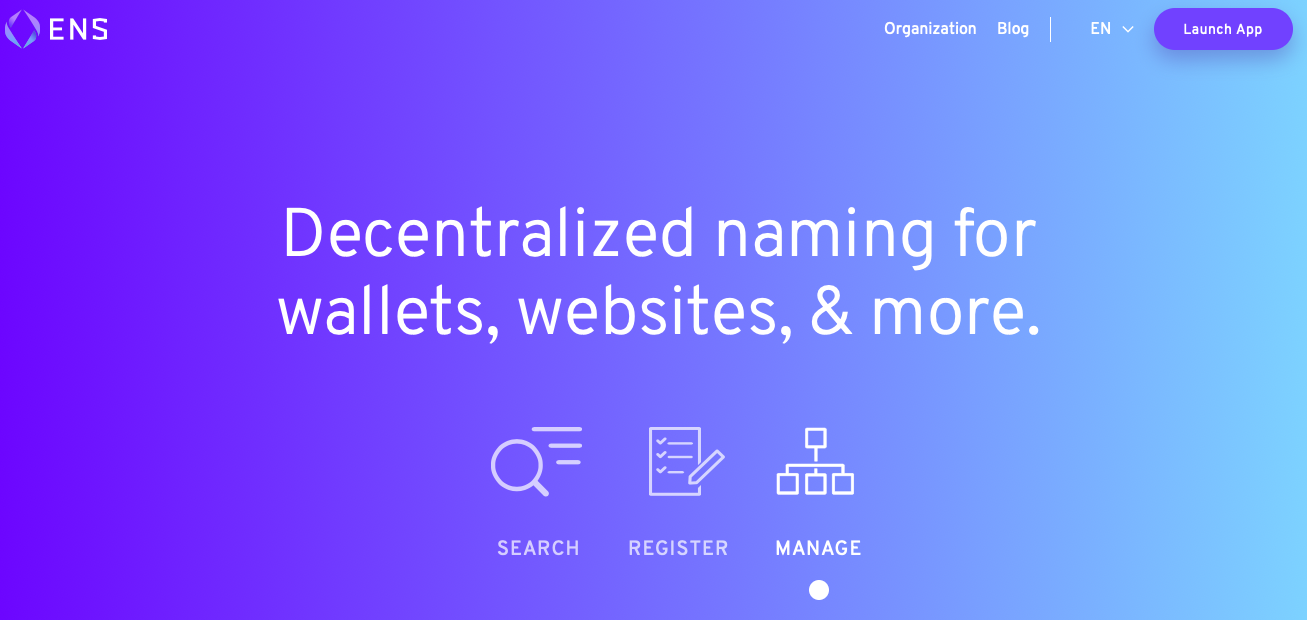 ENS
Organization
Blog
EN
Launch App
Decentralized naming for
wallets, websites, & more.
SEARCH
REGISTER
MANAGE